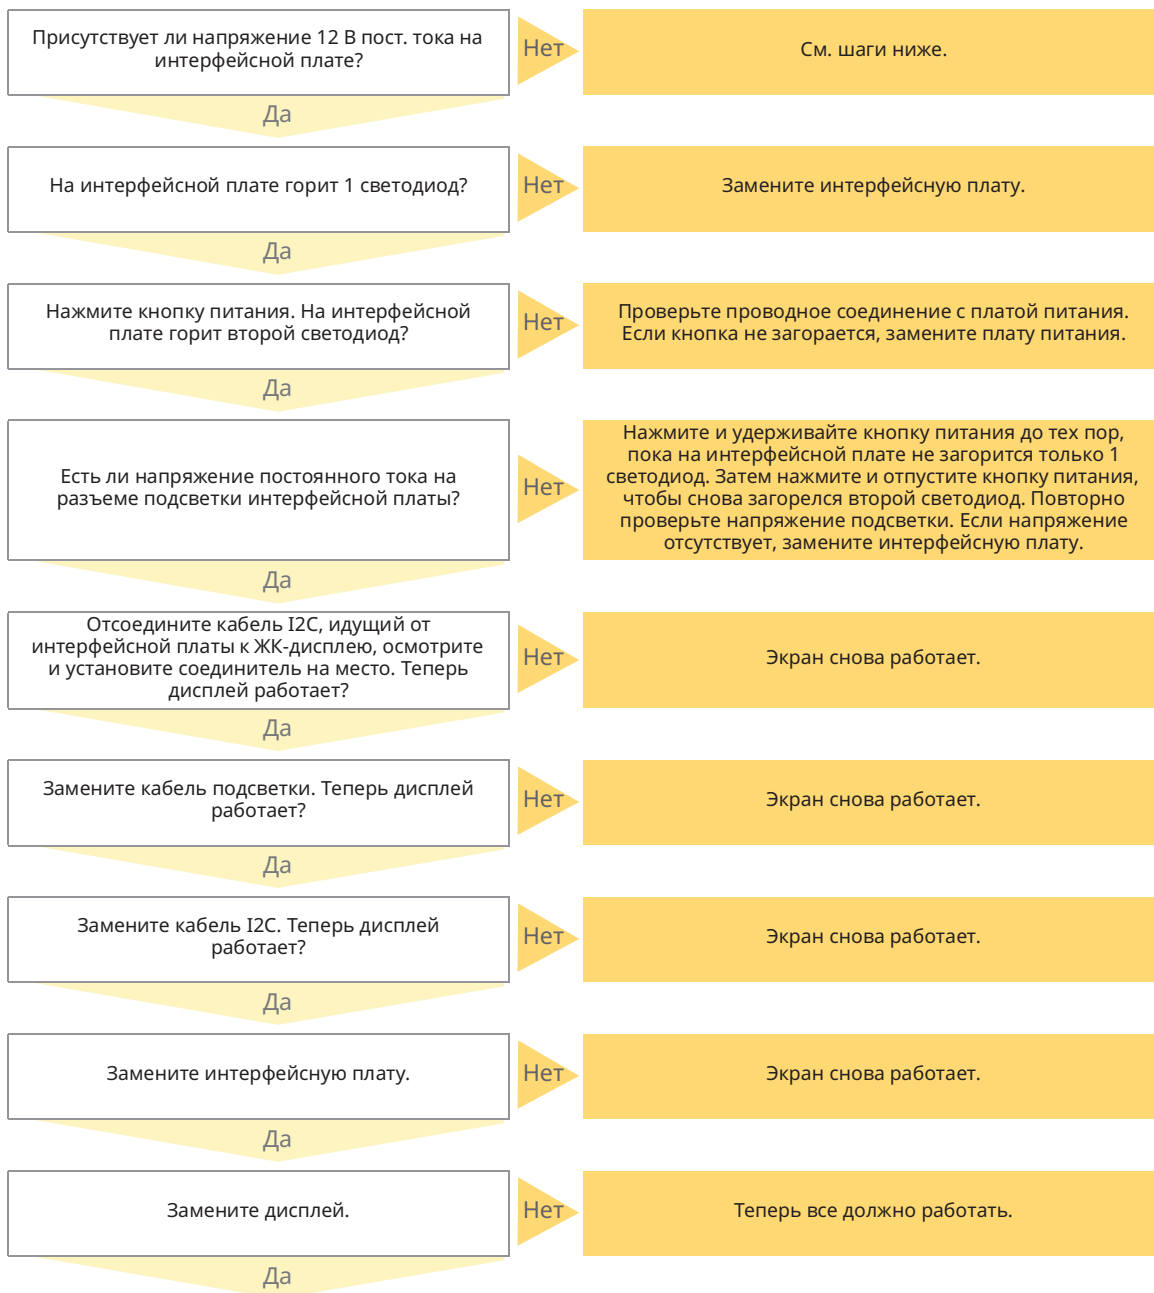 Присутствует ли напряжение 12 В пост. тока на
интерфейсной плате?
Нет
См. шаги ниже.
Да
На интерфейсной плате горит 1 светодиод?
Нет
Замените интерфейсную плату.
Да
Нажмите кнопку питания. На интерфейсной
плате горит второй светодиод?
Нет
Проверьте проводное соединение с платой питания.
Если кнопка не загорается, замените плату питания.
Да
Есть ли напряжение постоянного тока на
разъеме подсветки интерфейсной платы?
Нет
Нажмите и удерживайте кнопку питания до тех пор,
пока на интерфейсной плате не загорится только 1
светодиод. Затем нажмите и отпустите кнопку питания,
чтобы снова загорелся второй светодиод. Повторно
проверьте напряжение подсветки. Если напряжение
отсутствует, замените интерфейсную плату.
Да
Отсоедините кабель I2C, идущий от
интерфейсной платы к ЖК-дисплею, осмотрите
и установите соединитель на место. Теперь
дисплей работает?
Нет
Экран снова работает.
Да
Замените кабель подсветки. Теперь дисплей
работает?
Нет
Экран снова работает.
Да
Замените кабель I2C. Теперь дисплей
работает?
Нет
Экран снова работает.
Да
Замените интерфейсную плату.
Нет
Экран снова работает.
Да
Замените дисплей.
Нет
Теперь все должно работать.
Да